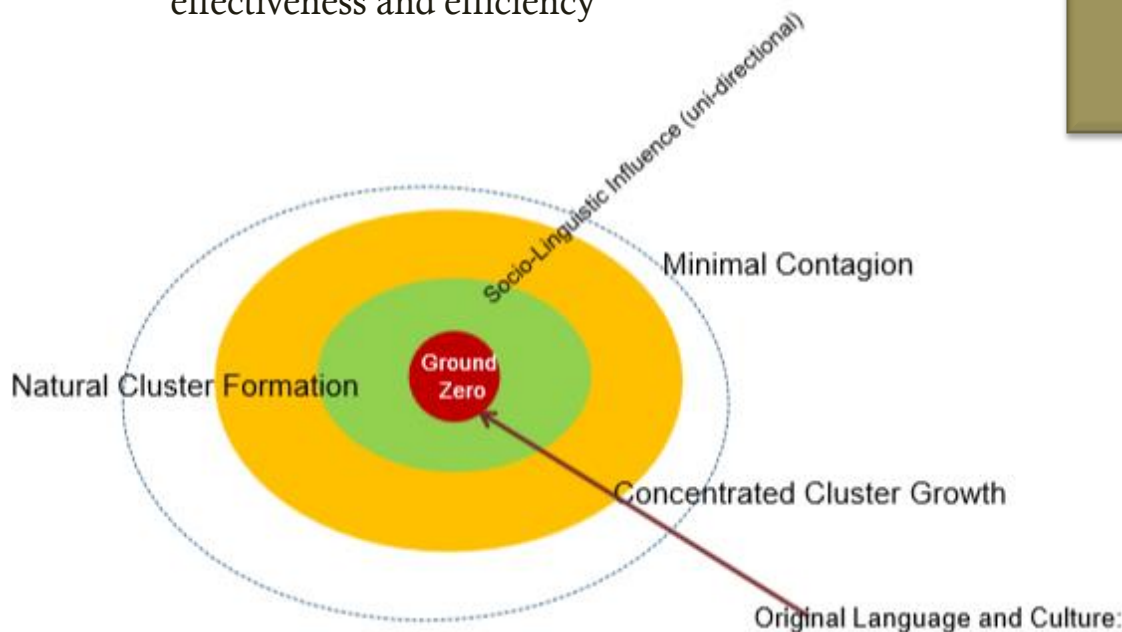 effectiveness and efficiency
Socio-Linguistic Influence (uni-directional)
Minimal Contagion
Ground
Zero
Natural Cluster Formation
Concentrated Cluster Growth
Original Language and Culture: